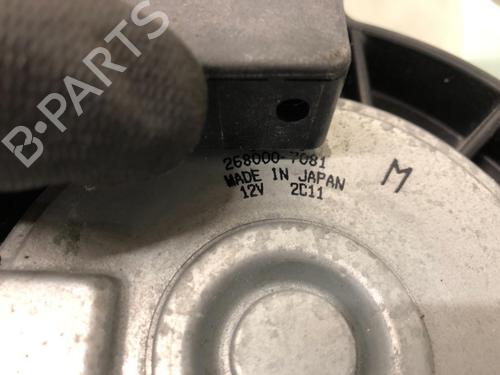 B-PARTS
268000-7081
MADE IN JAPAN
12V 2C11
M